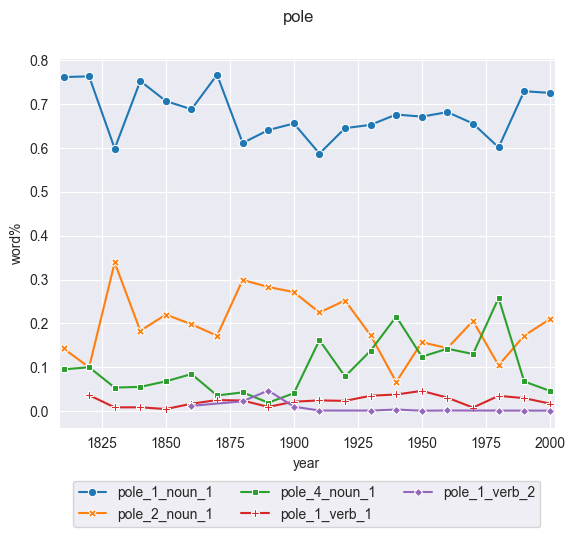 pole
0.8
0.7
0.6
0.5
0.4
0.3
0.2
0.1
0.0
word%
1825 1850 1875 1900 1925 1950 1975 2000
year
pole_1_noun_1 pole_4_noun_1 pole_1_verb_2
pole_2_noun_1 pole_1_verb_1